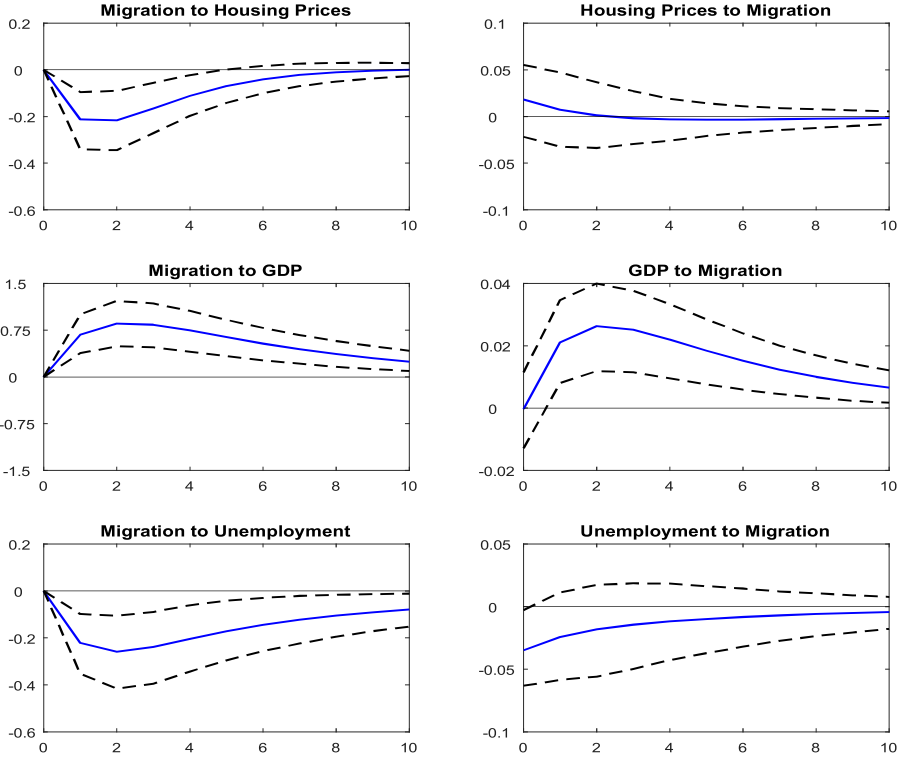 Migration to Housing Prices
0.2
0
-0.2
-0.4
-0.6
0 2 4 6 8 10
Housing Prices to Migration
0.1
0.05
0
-0.05
-0.1
0 2 4 6 8 10
Migration to GDP
1.5
0.75
0
-0.75
-1.5
0 2 4 6 8 10
GDP to Migration
0.04
0.02
0
-0.02
0 2 4 6 8 10
Migration to Unemployment
0.2
0
-0.2
-0.4
-0.6
0 2 4 6 8 10
Unemployment to Migration
0.05
0
-0.05
-0.1
0 2 4 6 8 10